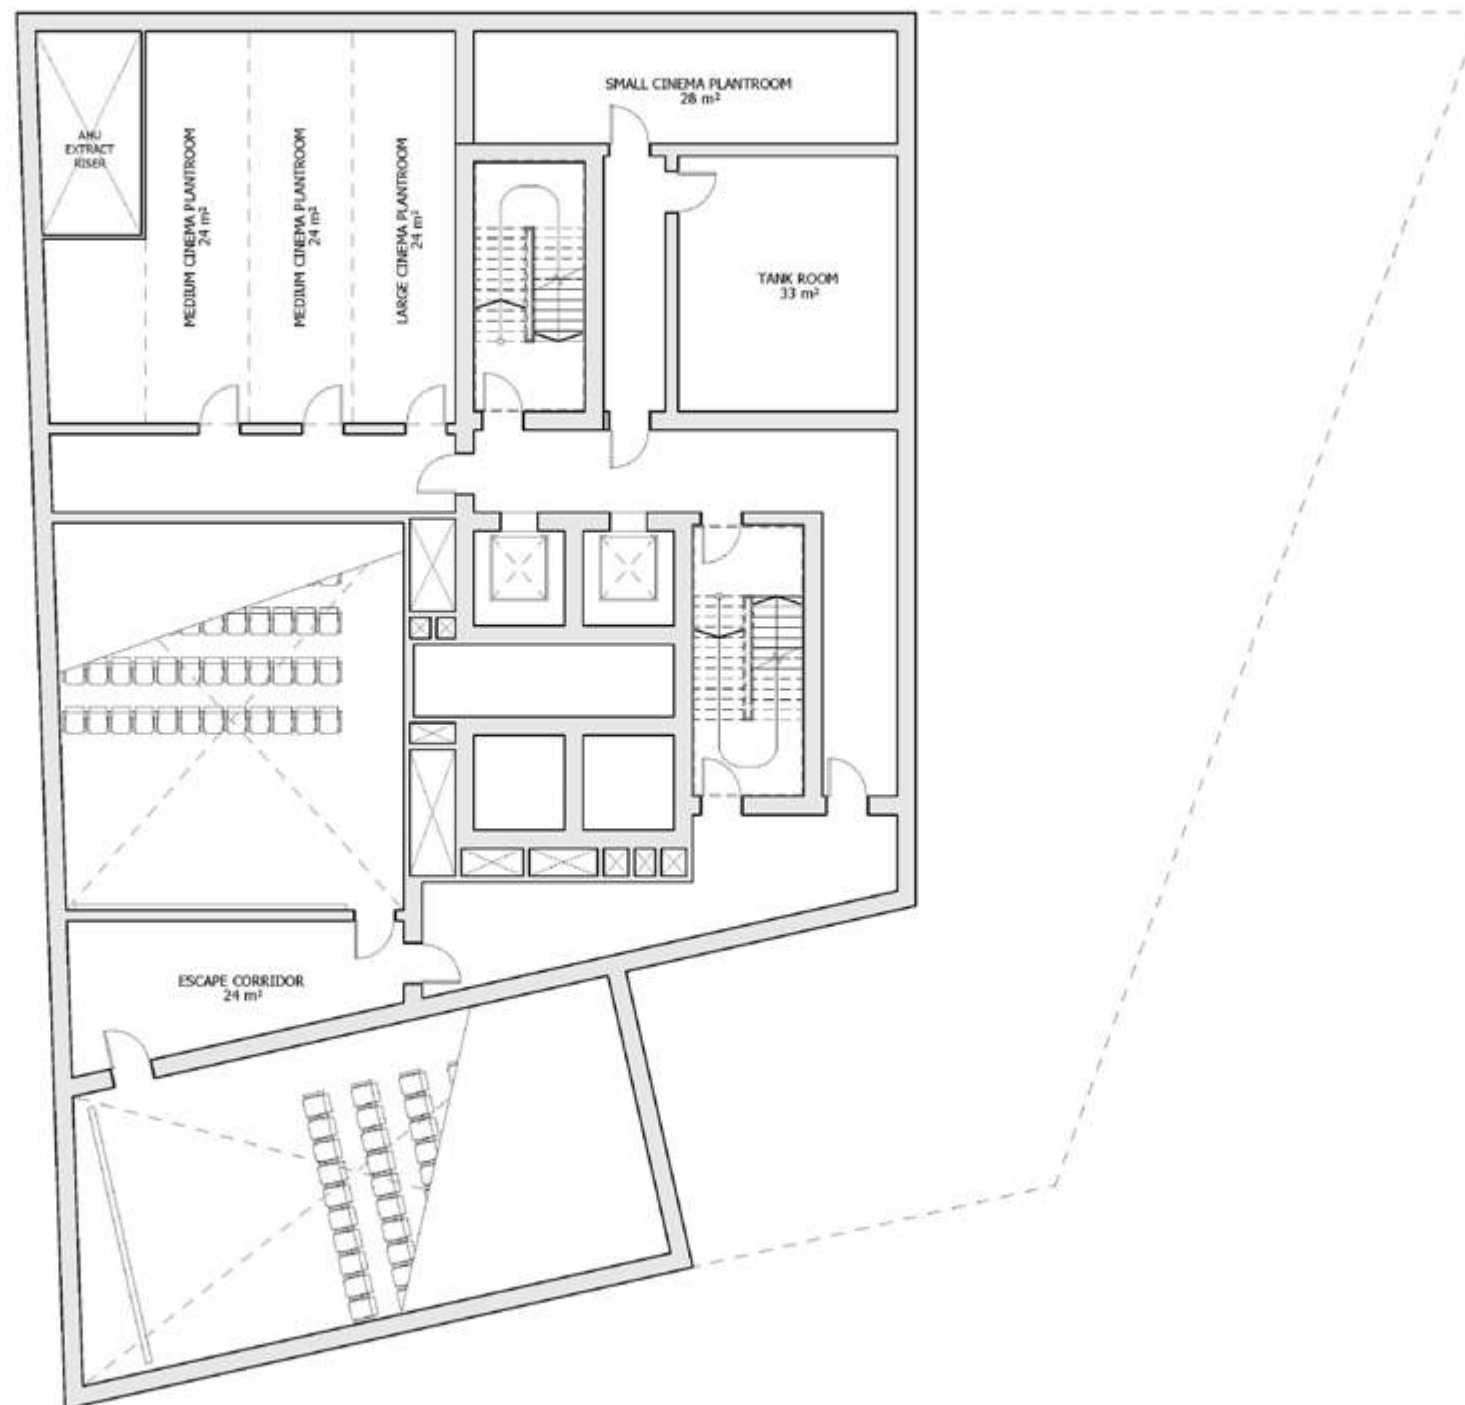 SMALL CINEMA PLANTROOM
28 m²
AHU
EXTRACT
RISER
MEDIUM CINEMA PLANTROOM
24 m²
MEDIUM CINEMA PLANTROOM
24 m²
LARGE CINEMA PLANTROOM
24 m²
TANK ROOM
33 m²
ESCAPE CORRIDOR
24 m²